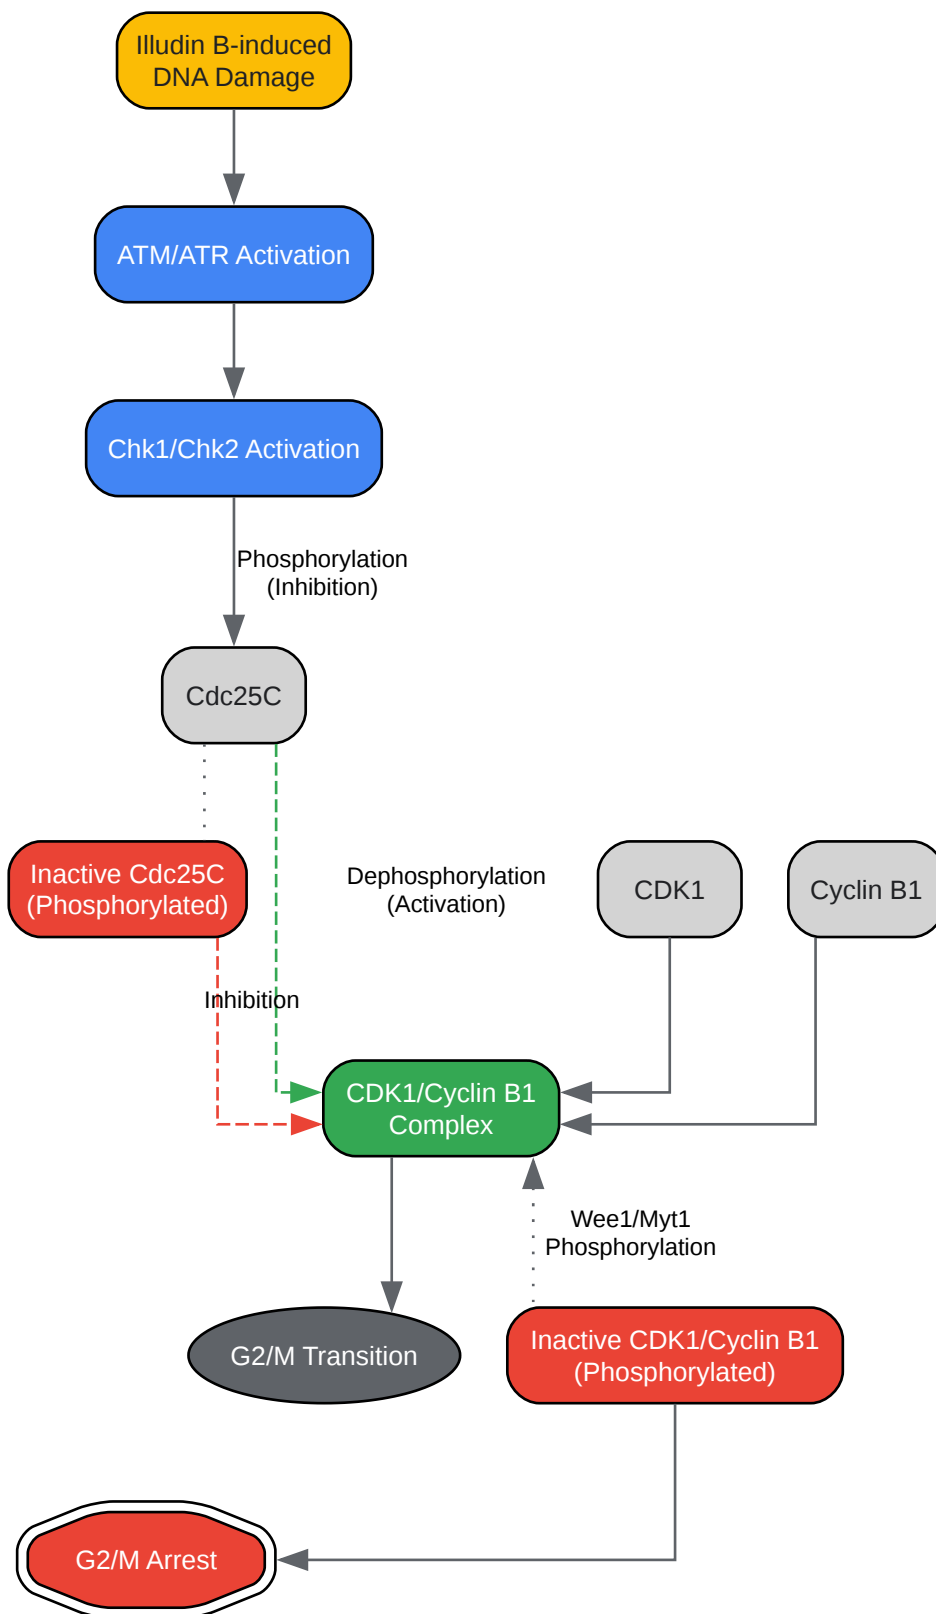 Illudin B-induced
DNA Damage
ATM/ATR Activation
Chk1/Chk2 Activation
Phosphorylation
(Inhibition)
Cdc25C
Inactive Cdc25C
(Phosphorylated)
Dephosphorylation
(Activation)
CDK1
Cyclin B1
Inhibition
CDK1/Cyclin B1
Complex
Wee1/Myt1
Phosphorylation
G2/M Transition
Inactive CDK1/Cyclin B1
(Phosphorylated)
G2/M Arrest